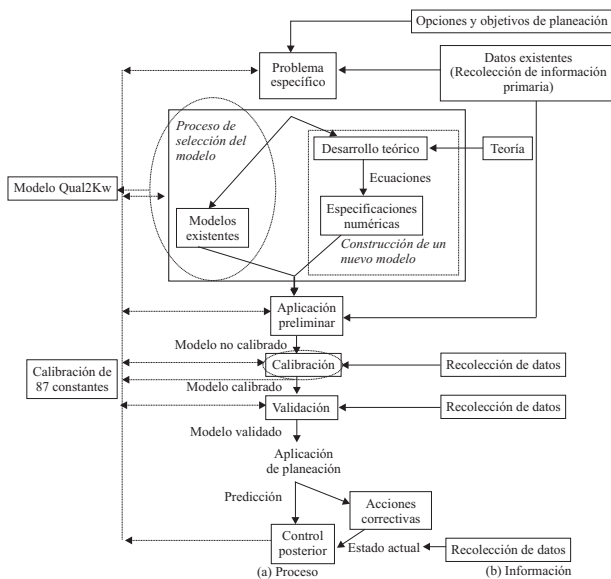 Opciones y objetivos de planeación
Problema
específico
Datos existentes
(Recolección de información
primaria)
Proceso de
selección del
modelo
Desarrollo teórico
Teoría
Ecuaciones
Modelo Qual2Kw
Modelos
existentes
Especificaciones
numéricas
Construcción de un
nuevo modelo
Aplicación
preliminar
Modelo no calibrado
Calibración de
87 constantes
Calibración
Recolección de datos
Modelo calibrado
Validación
Recolección de datos
Modelo validado
Aplicación
de planeación
Predicción
Acciones
correctivas
Control
posterior
Estado actual
Recolección de datos
(a) Proceso
(b) Información